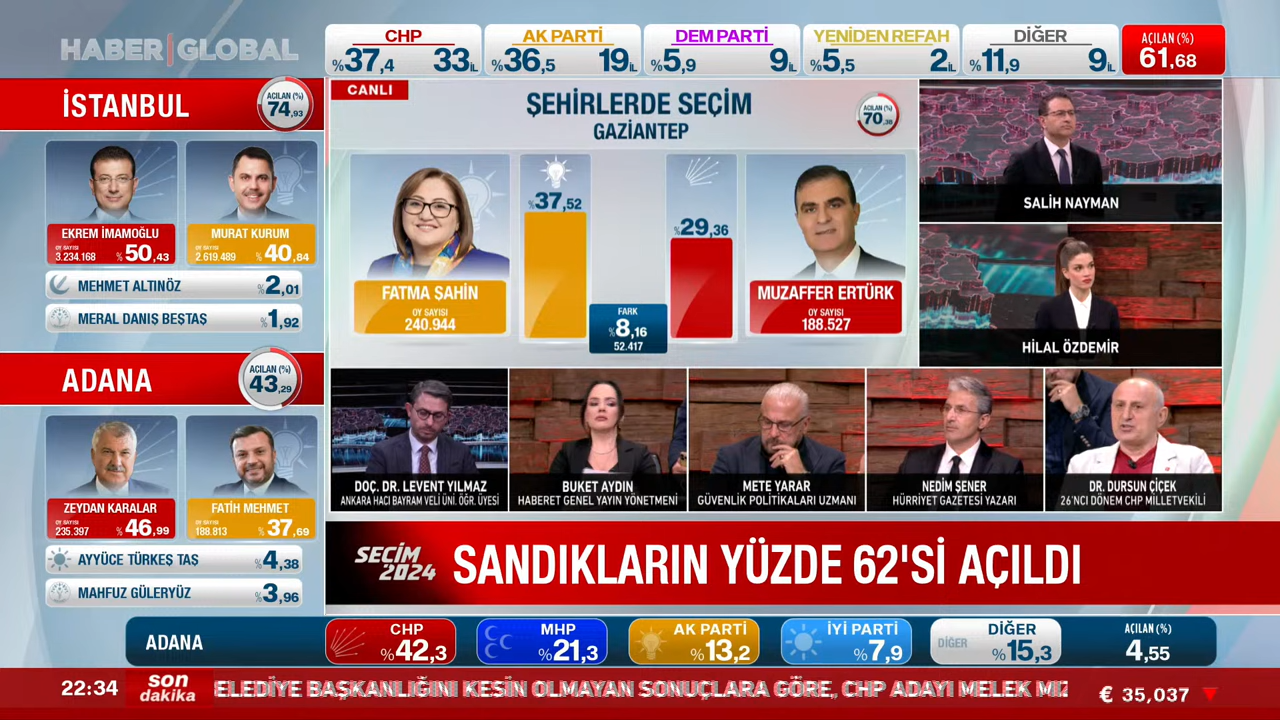 HABER GLOBAL
CHP
%37,4 33 İL
AK PARTİ
%36,5 19 İL
DEM PARTİ
%5,9 9 İL
YENİDEN REFAH
%5,5 2 İL
DİĞER
%11,9 9 İL
AÇILAN (%)
61,68
İSTANBUL
AÇILAN (%)
74,93
EKREM İMAMOĞLU
OY SAYISI
3.234.168 %50,43
MURAT KURUM
OY SAYISI
2.619.489 %40,84
MEHMET ALTINÖZ %2,01
MERAL DANIŞ BEŞTAŞ %1,92
ADANA
AÇILAN (%)
43,29
ZEYDAN KARALAR
OY SAYISI
235.397 %46,99
FATİH MEHMET
OY SAYISI
188.813 %37,69
AYYÜCE TÜRKEŞ TAŞ %4,38
MAHFUZ GÜLERYÜZ %3,96
CANLI
ŞEHİRLERDE SEÇİM
GAZİANTEP
AÇILAN (%)
70,38
%37,52
%29,36
FATMA ŞAHİN
OY SAYISI
240.944
FARK
%8,16
52.417
MUZAFFER ERTÜRK
OY SAYISI
188.527
SALİH NAYMAN
HİLAL ÖZDEMİR
DOÇ. DR. LEVENT YILMAZ
ANKARA HACI BAYRAM VELİ ÜNİ. ÖĞR. ÜYESİ
BUKET AYDIN
HABERET GENEL YAYIN YÖNETMENİ
METE YARAR
GÜVENLİK POLİTİKALARI UZMANI
NEDİM ŞENER
HÜRRİYET GAZETESİ YAZARI
DR. DURSUN ÇİÇEK
26'NCI DÖNEM CHP MİLLETVEKİLİ
SEÇİM
2024
SANDIKLARIN YÜZDE 62'Sİ AÇILDI
ADANA
CHP
%42,3
MHP
%21,3
AK PARTİ
%13,2
İYİ PARTİ
%7,9
DİĞER
DİĞER
%15,3
AÇILAN (%)
4,55
22:34
son
dakika
ELEDİYE BAŞKANLIĞINI KESİN OLMAYAN SONUÇLARA GÖRE, CHP ADAYI MELEK MIZ
€ 35,037